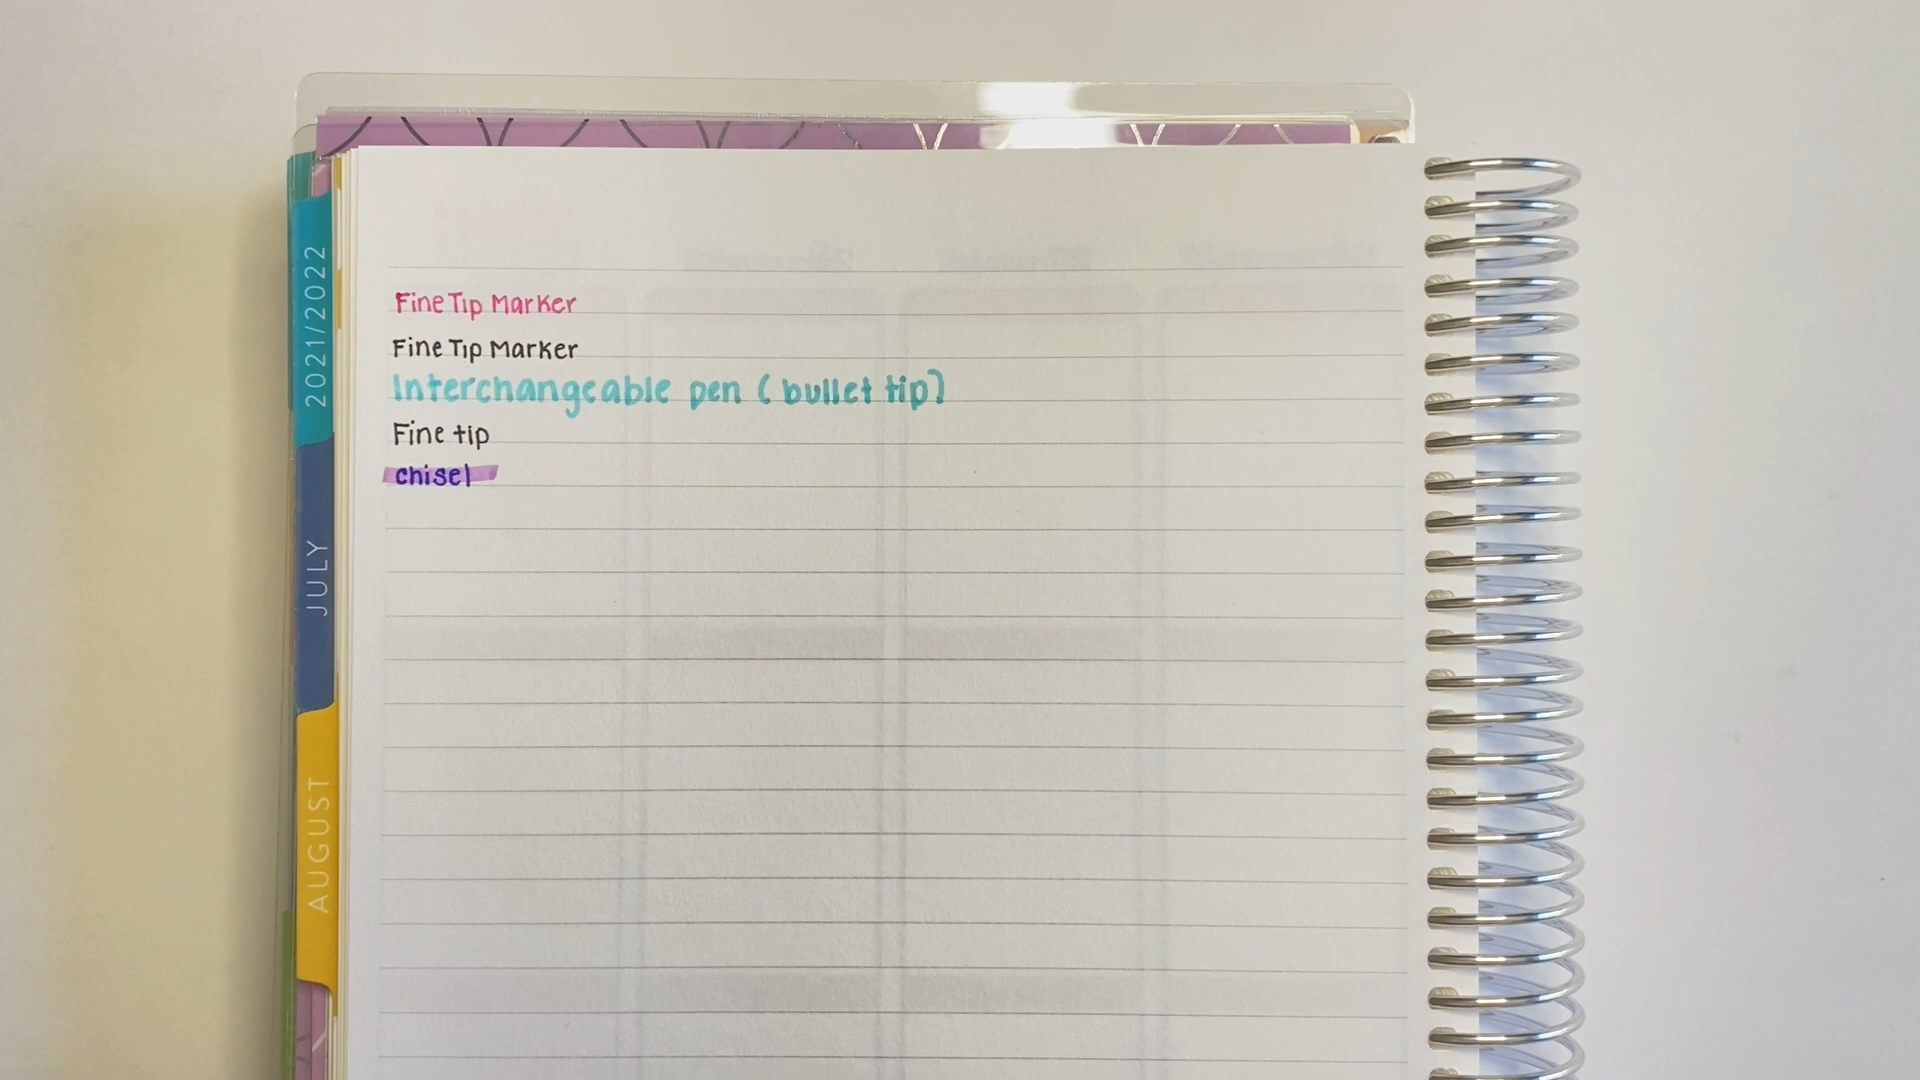 2021/2022
JULY
AUGUST
Fine Tip Marker
Fine Tip Marker
Interchangeable pen (bullet tip)
Fine tip
chisel